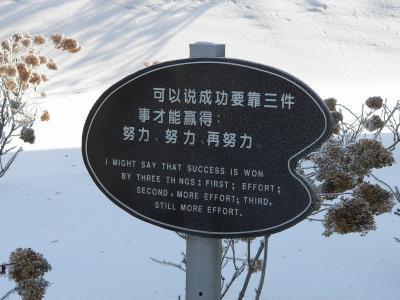 可以说成功要靠三件
事才能赢得：
努力、努力、再努力。
I MIGHT SAY THAT SUCCESS IS WON
BY THREE THINGS: FIRST; EFFORT;
SECOND, MORE EFFORT; THIRD,
STILL MORE EFFORT.